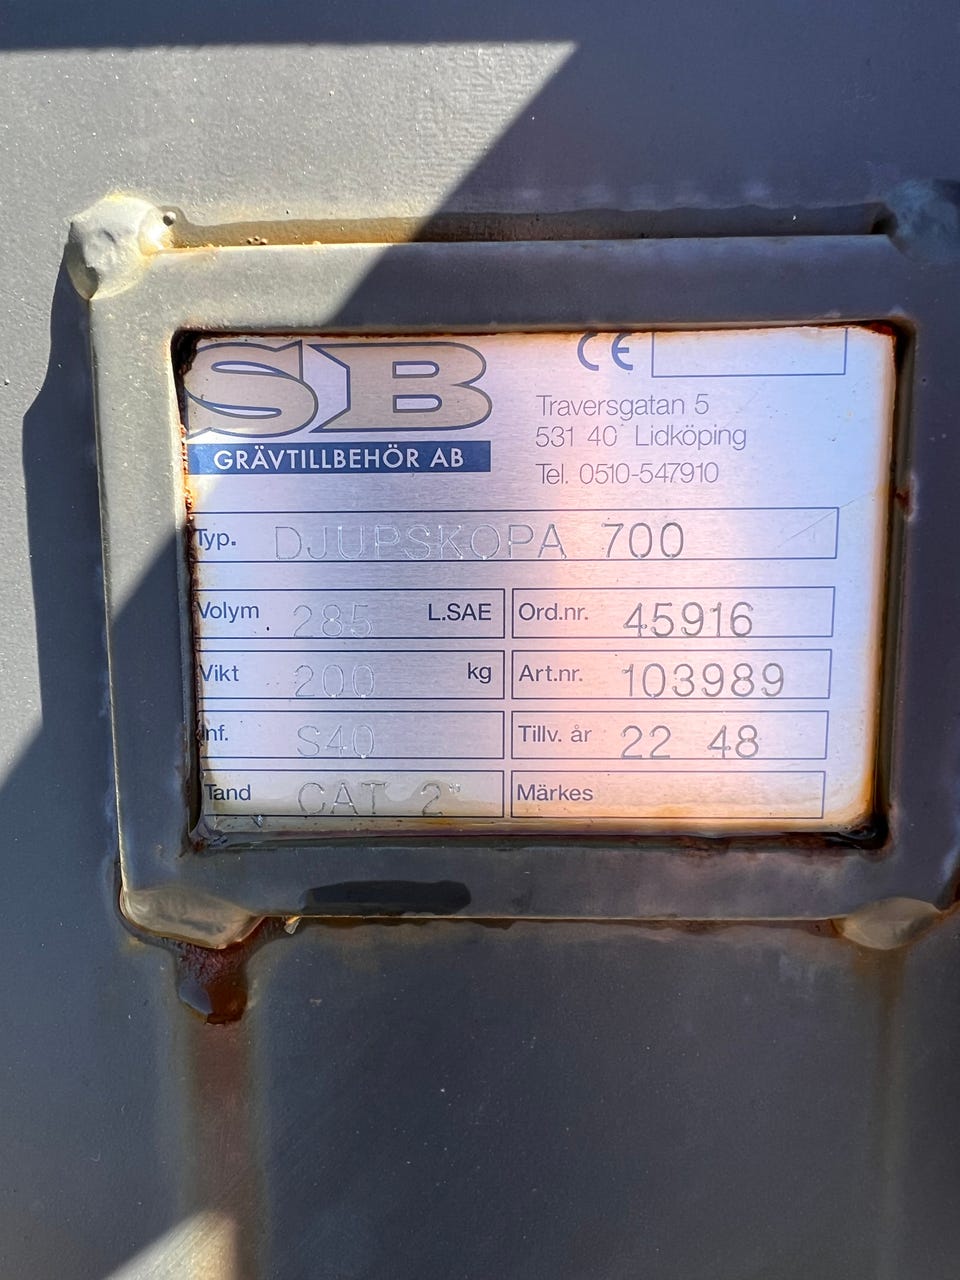 SB
GRÄVTILLBEHÖR AB
CE
Traversgatan 5
531 40 Lidköping
Tel. 0510-547910
Typ. DJUPSKOPA 700
Volym 285 L.SAE Ord.nr. 45916
Vikt 200 kg Art.nr. 103989
Inf. S40 Tillv. år 22 48
Tand CAT 2" Märkes